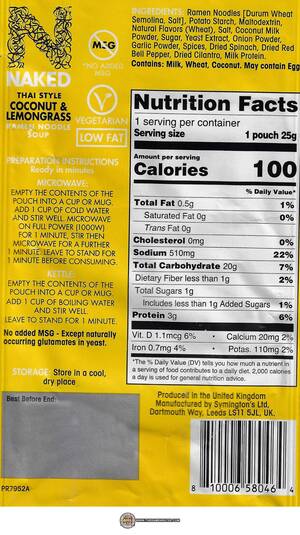 N
NAKED
THAI STYLE
COCONUT &
LEMONGRASS
RAMEN NOODLE
SOUP
MSG
*NO ADDED
MSG
VEGETARIAN
LOW FAT
PREPARATION INSTRUCTIONS
Ready in minutes
MICROWAVE:
EMPTY THE CONTENTS OF THE
POUCH INTO A CUP OR MUG.
ADD 1 CUP OF COLD WATER
AND STIR WELL. MICROWAVE
ON FULL POWER (1000W)
FOR 1 MINUTE, STIR THEN
MICROWAVE FOR A FURTHER
1 MINUTE. LEAVE TO STAND FOR
1 MINUTE BEFORE CONSUMING.
KETTLE:
EMPTY THE CONTENTS OF THE
POUCH INTO A CUP OR MUG.
ADD 1 CUP OF BOILING WATER
AND STIR WELL.
LEAVE TO STAND FOR 1 MINUTE.
No added MSG - Except naturally
occurring glutamates in yeast.
STORAGE: Store in a cool,
dry place
Best Before End:
PR7952A
INGREDIENTS: Ramen Noodles [Durum Wheat
Semolina, Salt], Potato Starch, Maltodextrin,
Natural Flavors (Wheat), Salt, Coconut Milk
Powder, Sugar, Yeast Extract, Onion Powder,
Garlic Powder, Spices, Dried Spinach, Dried Red
Bell Pepper, Dried Cilantro, Milk Protein.
Contains: Milk, Wheat, Coconut. May contain Egg
Nutrition Facts
1 serving per container
Serving size 1 pouch 25g
Amount per serving
Calories 100
% Daily Value*
Total Fat 0.5g 1%
Saturated Fat 0g 0%
Trans Fat 0g
Cholesterol 0mg 0%
Sodium 510mg 22%
Total Carbohydrate 20g 7%
Dietary Fiber less than 1g 2%
Total Sugars 1g
Includes less than 1g Added Sugars 1%
Protein 3g 6%
Vit. D 1.1mcg 6% • Calcium 20mg 2%
Iron 0.7mg 4% • Potas. 110mg 2%
*The % Daily Value (DV) tells you how much a nutrient in
a serving of food contributes to a daily diet. 2,000 calories
a day is used for general nutrition advice.
Produced in the United Kingdom
Manufactured by Symington's Ltd,
Dartmouth Way, Leeds LS11 5JL, UK.
8 10006 58046 4